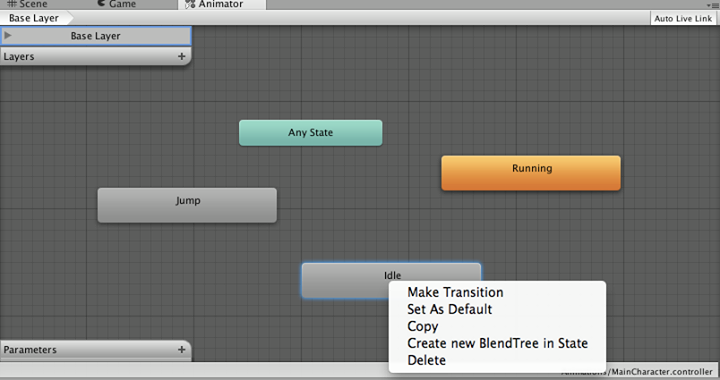 Scene Game Animator
Base Layer Auto Live Link
Base Layer
Layers +
Any State
Running
Jump
Idle
Make Transition
Set As Default
Copy
Create new BlendTree in State
Delete
Parameters +
Animations/MainCharacter.controller